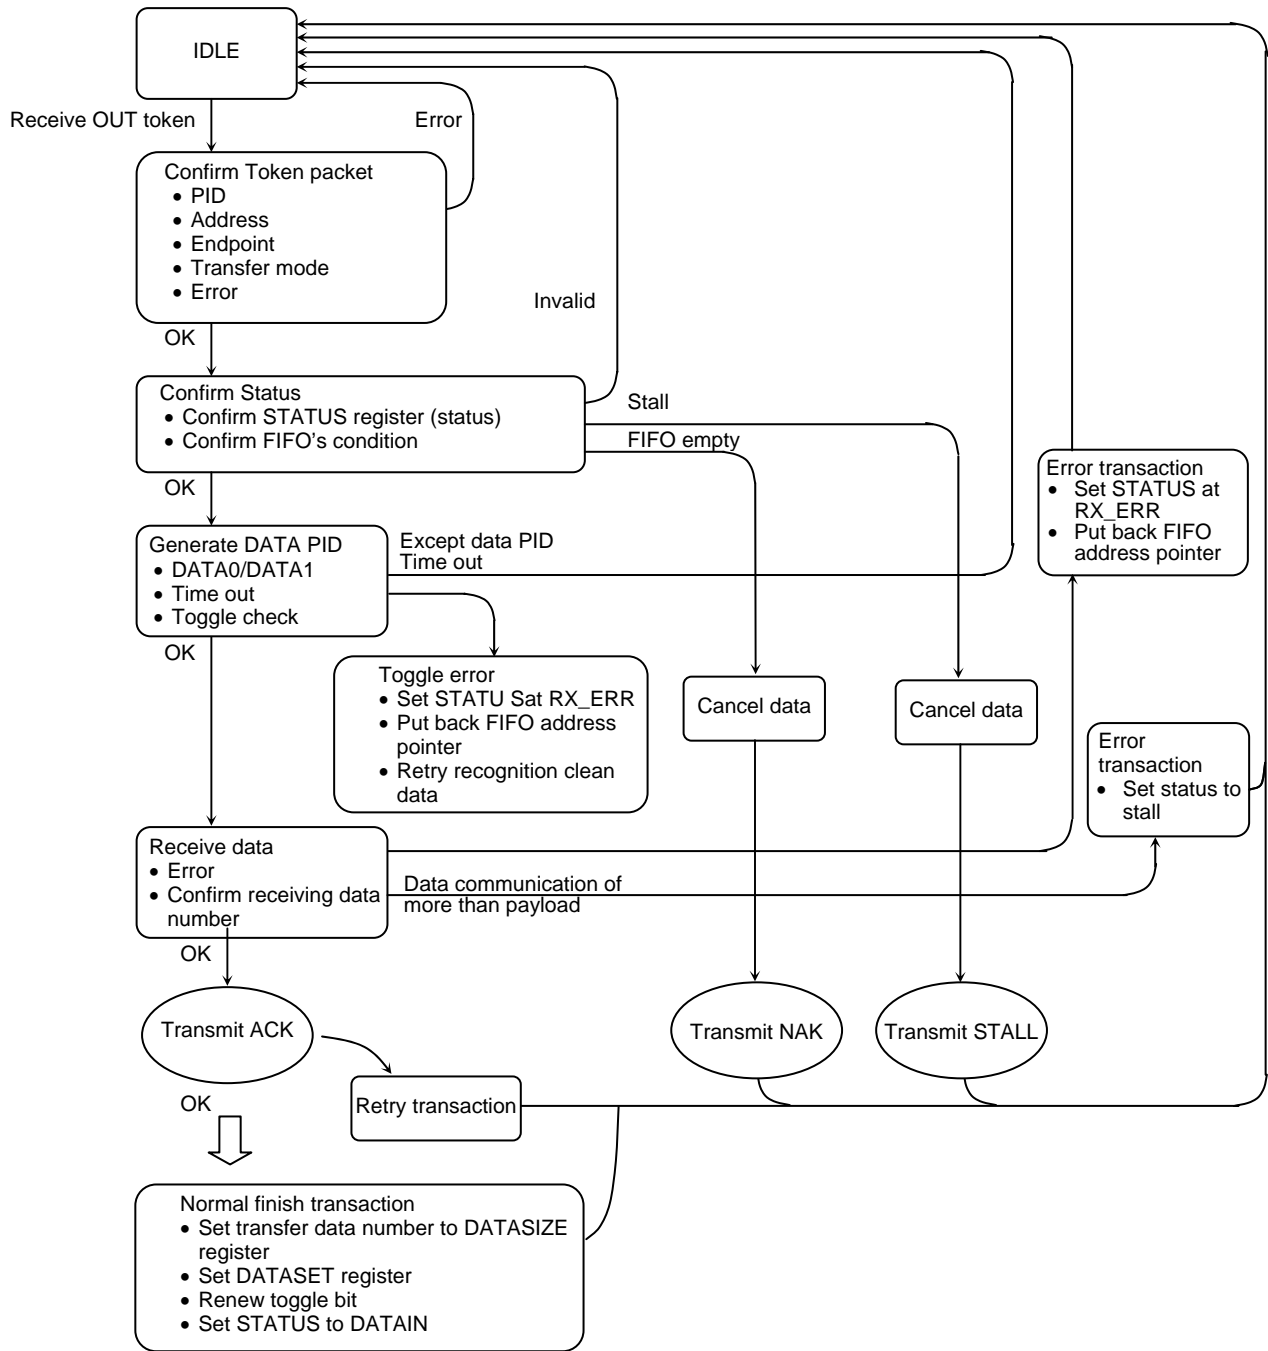 IDLE
Receive OUT token
Error
Confirm Token packet
• PID
• Address
• Endpoint
• Transfer mode
• Error
Invalid
OK
Confirm Status
• Confirm STATUS register (status)
• Confirm FIFO's condition
Stall
FIFO empty
OK
Error transaction
• Set STATUS at
RX_ERR
• Put back FIFO
address pointer
Generate DATA PID
• DATA0/DATA1
• Time out
• Toggle check
Except data PID
Time out
OK
Toggle error
• Set STATU Sat RX_ERR
• Put back FIFO address
pointer
• Retry recognition clean
data
Cancel data
Cancel data
Error
transaction
• Set status to
stall
Receive data
• Error
• Confirm receiving data
number
Data communication of
more than payload
OK
Transmit ACK
Transmit NAK
Transmit STALL
OK
Retry transaction
Normal finish transaction
• Set transfer data number to DATASIZE
register
• Set DATASET register
• Renew toggle bit
• Set STATUS to DATAIN